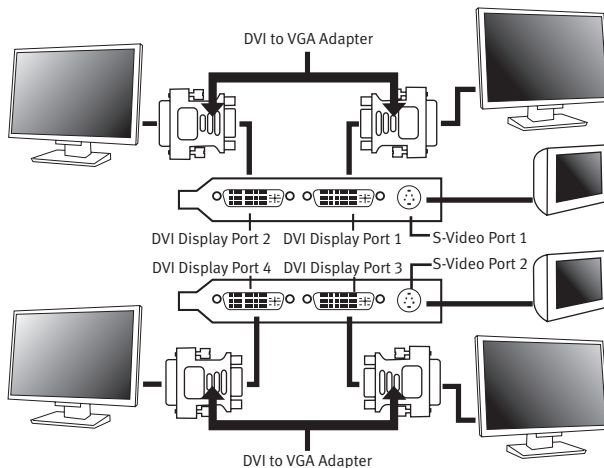 DVI to VGA Adapter
DVI Display Port 2 DVI Display Port 1 S-Video Port 1
DVI Display Port 4 DVI Display Port 3 S-Video Port 2
DVI to VGA Adapter